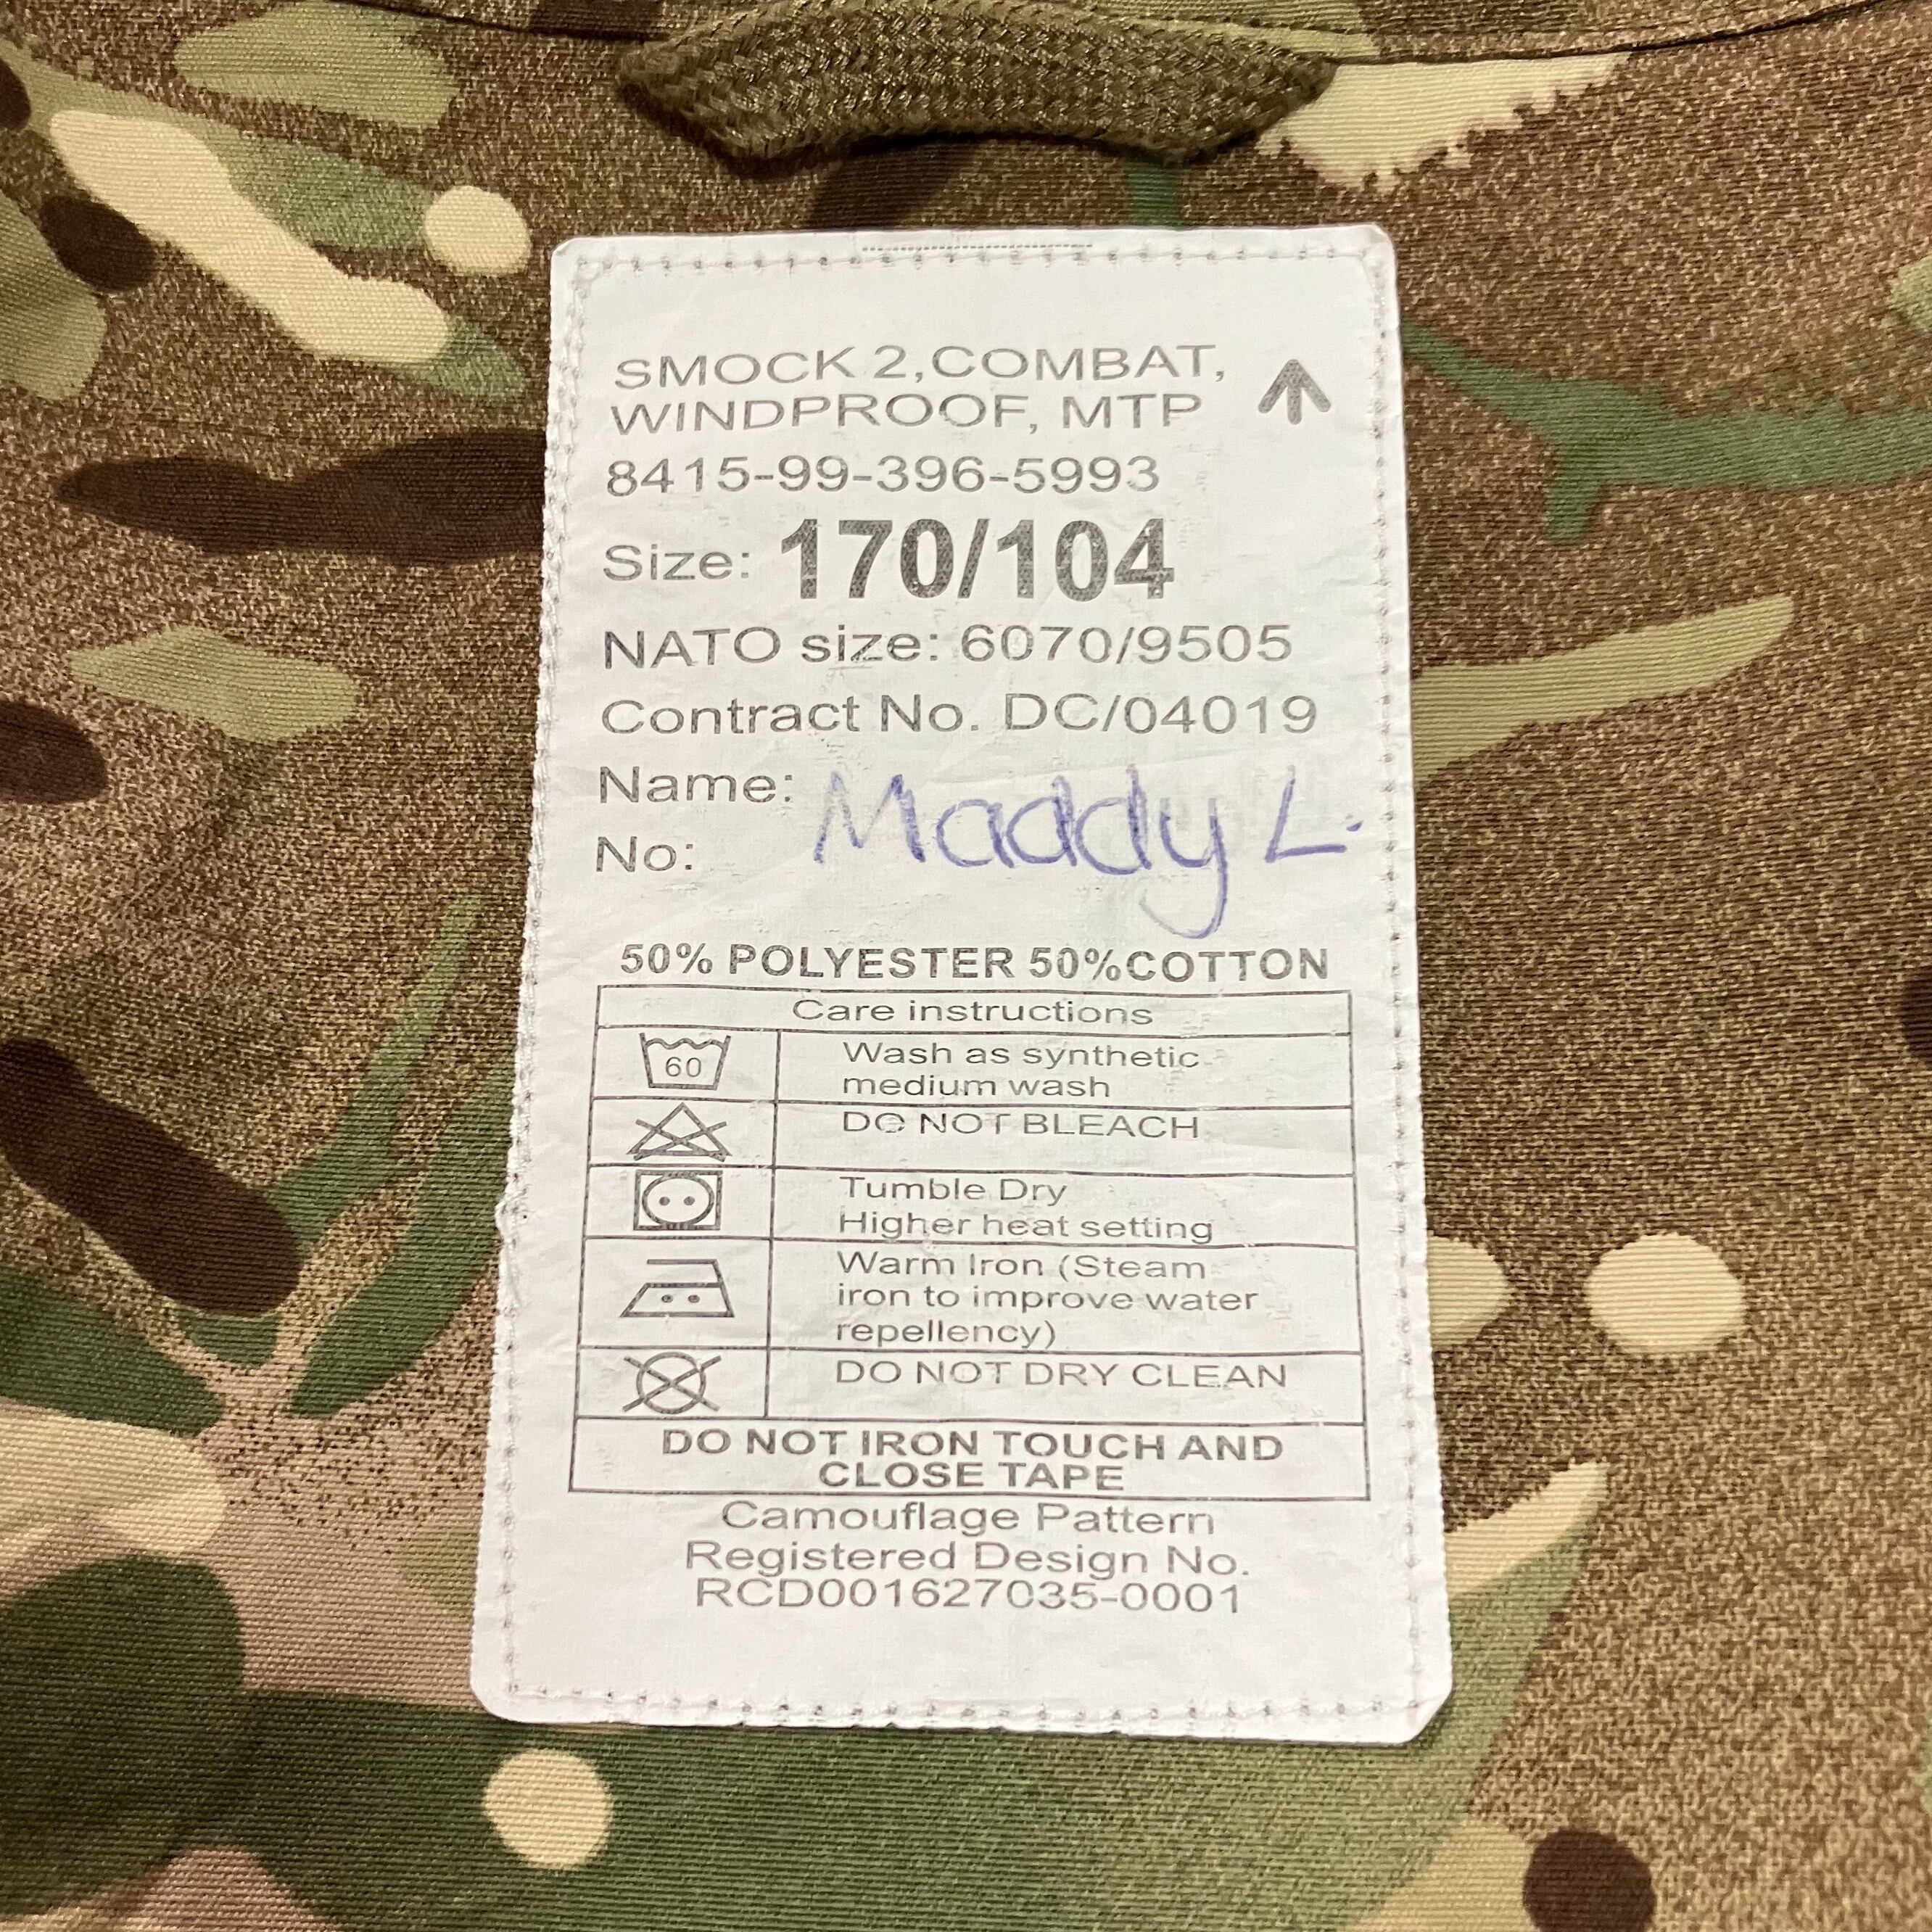 SMOCK 2,COMBAT,
WINDPROOF, MTP
8415-99-396-5993
Size: 170/104
NATO size: 6070/9505
Contract No. DC/04019
Name: Maddy L.
No:
50% POLYESTER 50%COTTON
Care instructions
60 Wash as synthetic
medium wash
DO NOT BLEACH
Tumble Dry
Higher heat setting
Warm Iron (Steam
iron to improve water
repellency)
DO NOT DRY CLEAN
DO NOT IRON TOUCH AND
CLOSE TAPE
Camouflage Pattern
Registered Design No.
RCD001627035-0001